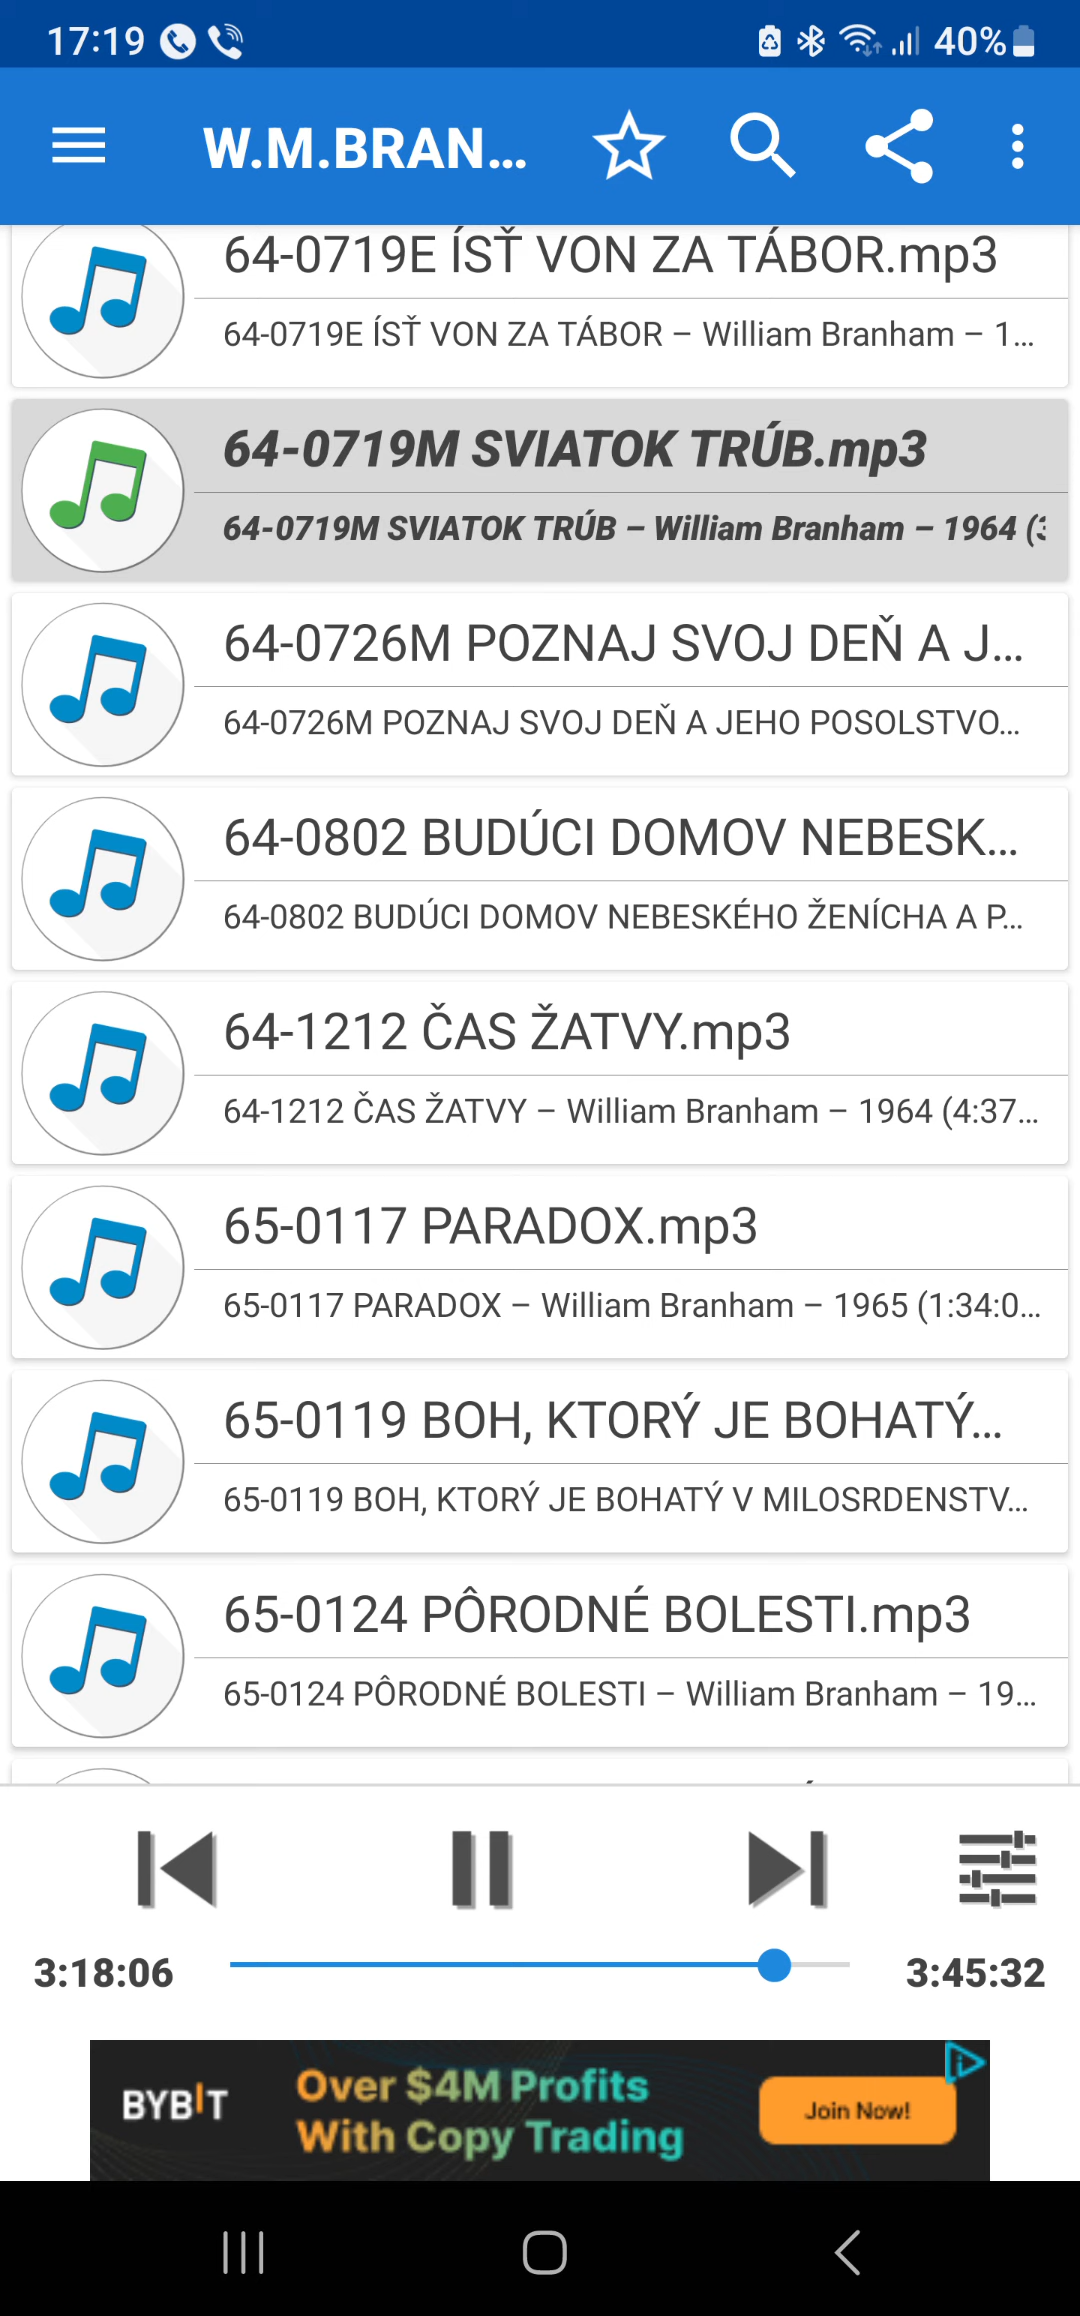 17:19
40%
W.M.BRAN...
64-0719E ÍSŤ VON ZA TÁBOR.mp3
64-0719E ÍSŤ VON ZA TÁBOR – William Branham – 1...
64-0719M SVIATOK TRÚB.mp3
64-0719M SVIATOK TRÚB – William Branham – 1964 (
64-0726M POZNAJ SVOJ DEŇ A J...
64-0726M POZNAJ SVOJ DEŇ A JEHO POSOLSTVO...
64-0802 BUDÚCI DOMOV NEBESK...
64-0802 BUDÚCI DOMOV NEBESKÉHO ŽENÍCHA A P...
64-1212 ČAS ŽATVY.mp3
64-1212 ČAS ŽATVY – William Branham – 1964 (4:37...
65-0117 PARADOX.mp3
65-0117 PARADOX – William Branham – 1965 (1:34:0...
65-0119 BOH, KTORÝ JE BOHATÝ...
65-0119 BOH, KTORÝ JE BOHATÝ V MILOSRDENSTV...
65-0124 PÔRODNÉ BOLESTI.mp3
65-0124 PÔRODNÉ BOLESTI – William Branham – 19...
3:18:06
3:45:32
BYBIT
Over $4M Profits
With Copy Trading
Join Now!